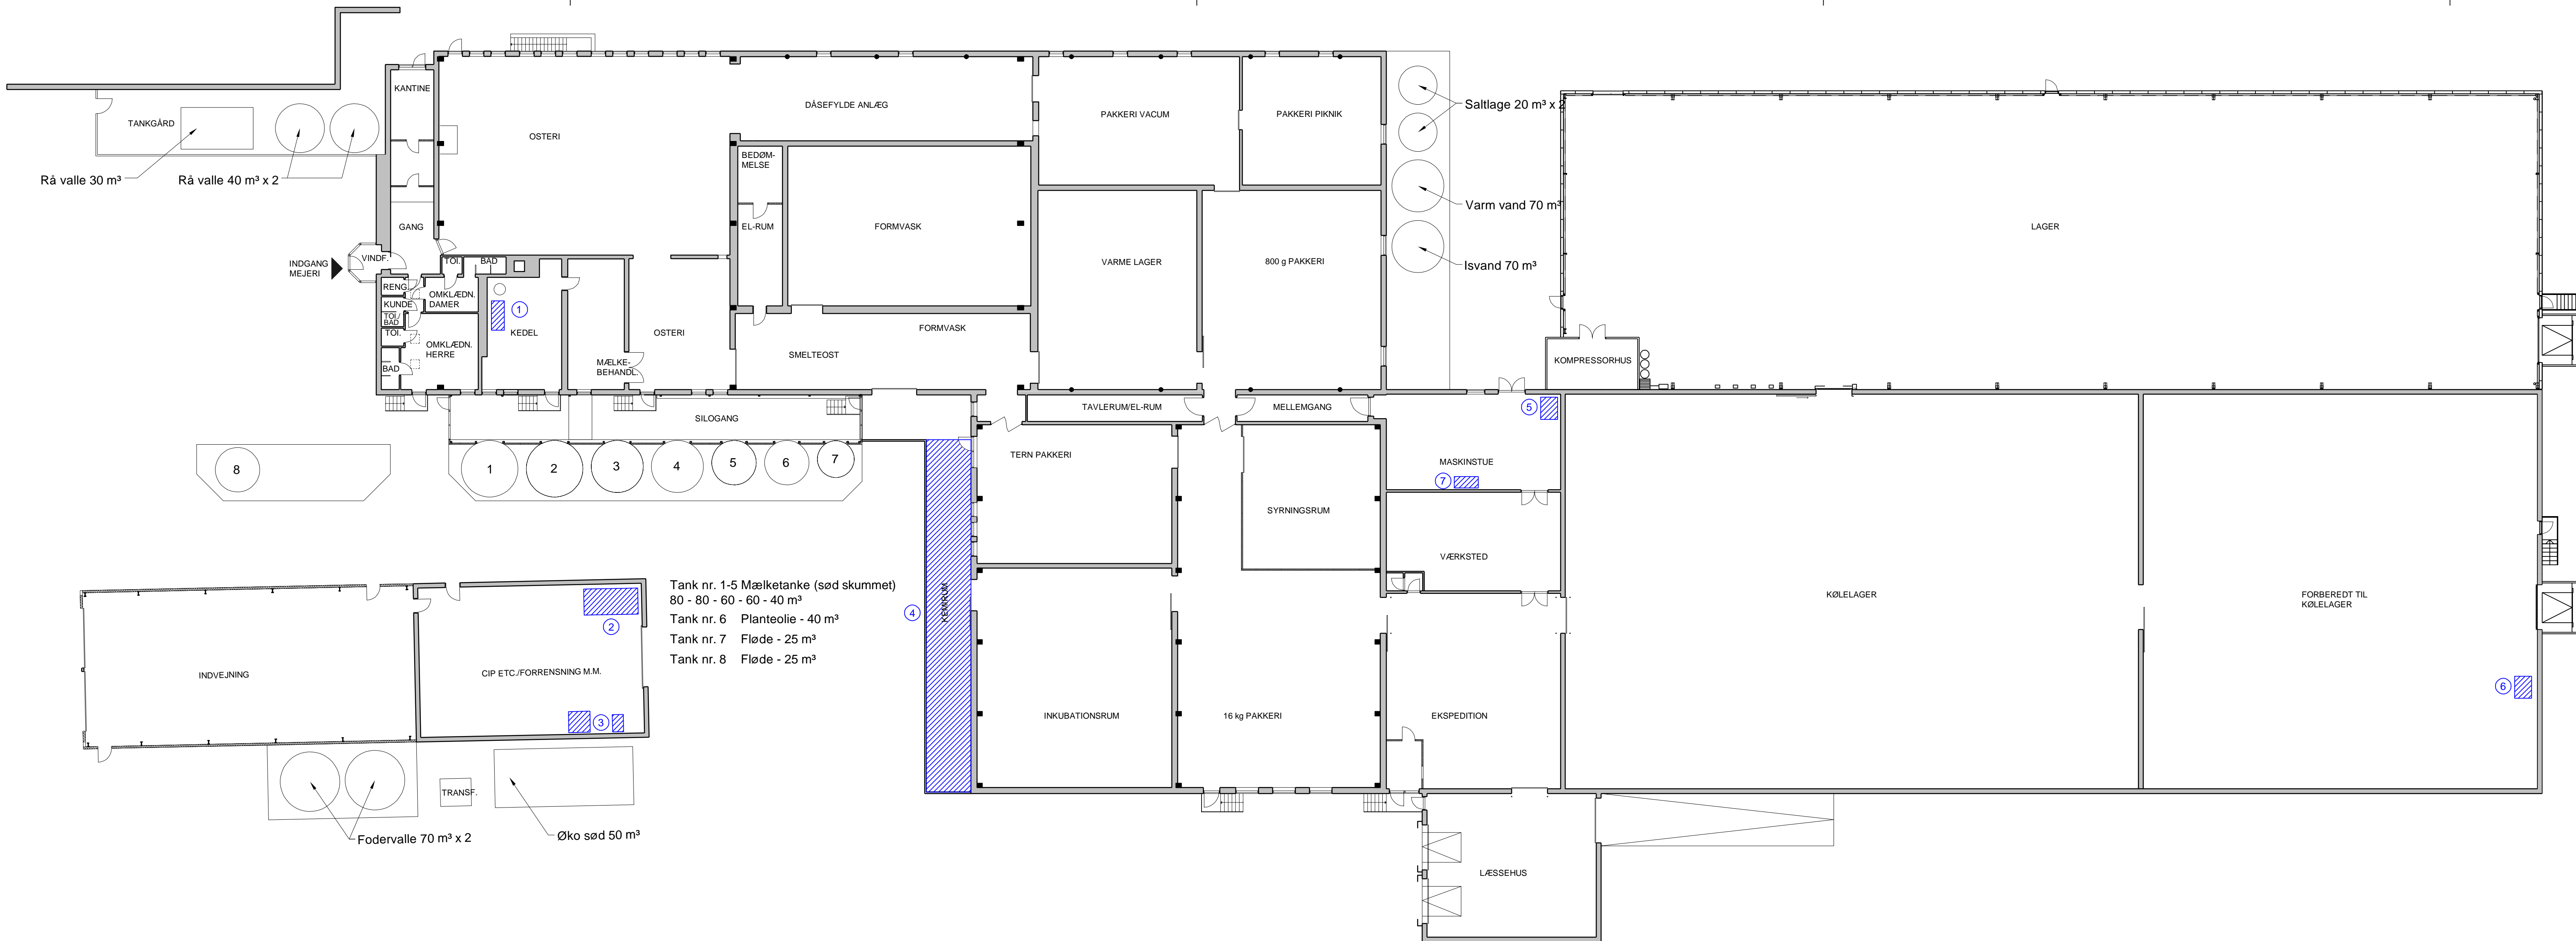 KANTINE
TANKGÅRD
OSTERI
DÅSEFYLDE ANLÆG
PAKKERI VACUM
PAKKERI PIKNIK
Saltlage 20 m³ x 2
Rå valle 30 m³
Rå valle 40 m³ x 2
BEDØM-
MELSE
GANG
EL-RUM
FORMVASK
Varm vand 70 m³
LAGER
INDGANG
MEJERI
VINDF.
TOI.
BAD
VARME LAGER
800 g PAKKERI
Isvand 70 m³
RENG.
OMKLÆDN.
DAMER
KUNDE
TOI./
BAD
TOI.
OMKLÆDN.
HERRE
BAD
1
KEDEL
MÆLKE-
BEHANDL.
OSTERI
SMELTEOST
FORMVASK
KOMPRESSORHUS
SILOGANG
TAVLERUM/EL-RUM
MELLEMGANG
5
8
1
2
3
4
5
6
7
TERN PAKKERI
MASKINSTUE
7
SYRNINGSRUM
VÆRKSTED
KØLELAGER
FORBEREDT TIL
KØLELAGER
Tank nr. 1-5 Mælketanke (sød skummet)
80 - 80 - 60 - 60 - 40 m³
Tank nr. 6 Planteolie - 40 m³
Tank nr. 7 Fløde - 25 m³
Tank nr. 8 Fløde - 25 m³
4
KEMIRUM
2
INDVEJNING
CIP ETC./FORRENSNING M.M.
3
INKUBATIONSRUM
16 kg PAKKERI
EKSPEDITION
6
TRANSF.
Fodervalle 70 m³ x 2
Øko sød 50 m³
LÆSSEHUS